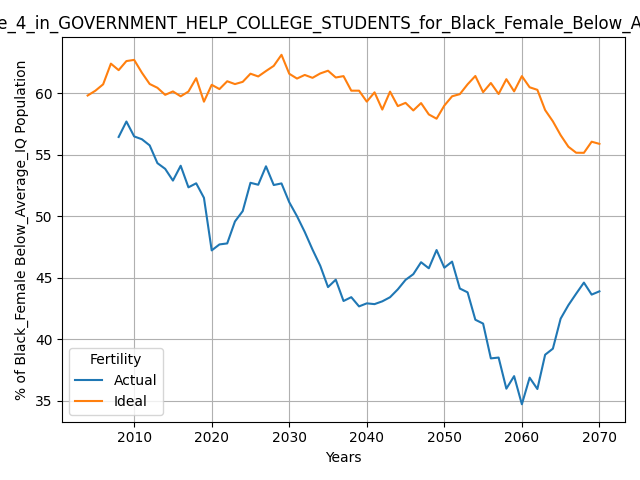 e_4_in_GOVERNMENT_HELP_COLLEGE_STUDENTS_for_Black_Female_Below_A
% of Black_Female Below_Average_IQ Population
60
55
50
45
40
35
Fertility
Actual
Ideal
2010 2020 2030 2040 2050 2060 2070
Years